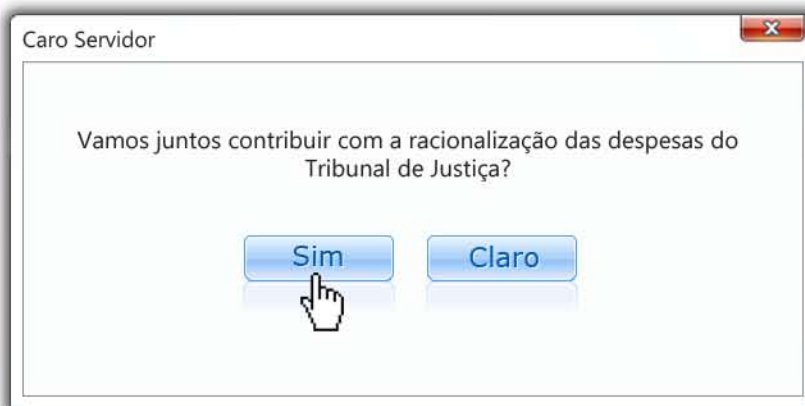 Caro Servidor
Vamos juntos contribuir com a racionalização das despesas do
Tribunal de Justiça?
Sim Claro